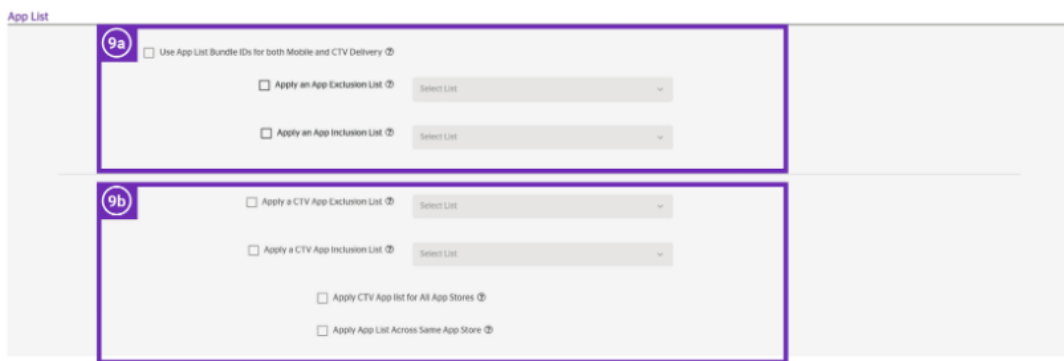 App List
9a
Use App List Bundle IDs for both Mobile and CTV Delivery ?
Apply an App Exclusion List ? Select List
Apply an App Inclusion List ? Select List
9b
Apply a CTV App Exclusion List ? Select List
Apply a CTV App Inclusion List ? Select List
Apply CTV App list for All App Stores ?
Apply App List Across Same App Store ?